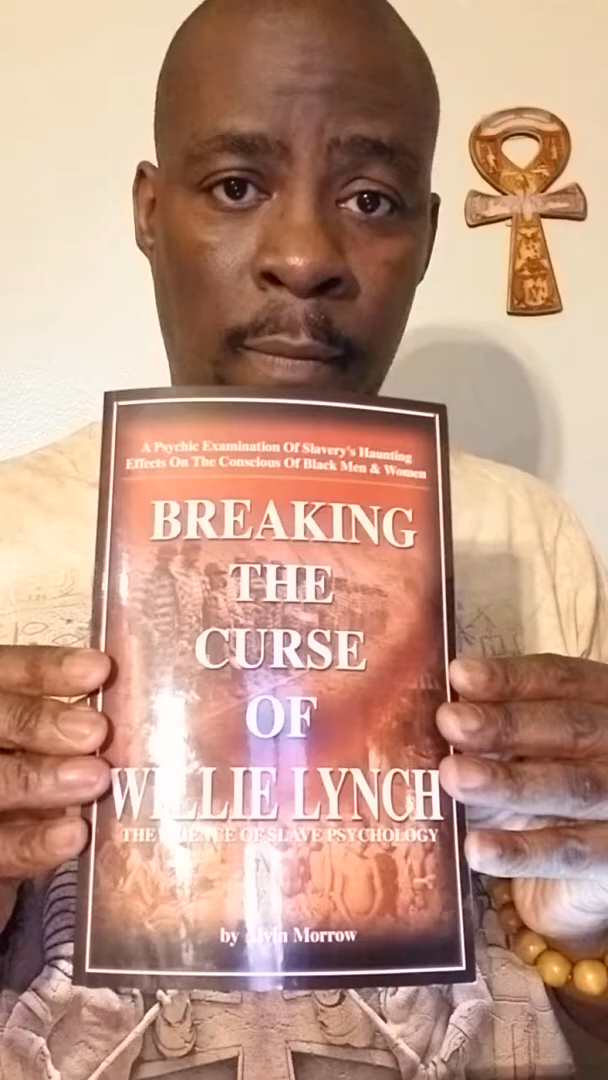 A Psychic Examination Of Slavery's Haunting
Effects On The Conscious Of Black Men & Women
BREAKING
THE
CURSE
OF
WILLIE LYNCH
THE SCIENCE OF SLAVE PSYCHOLOGY
by Alvin Morrow